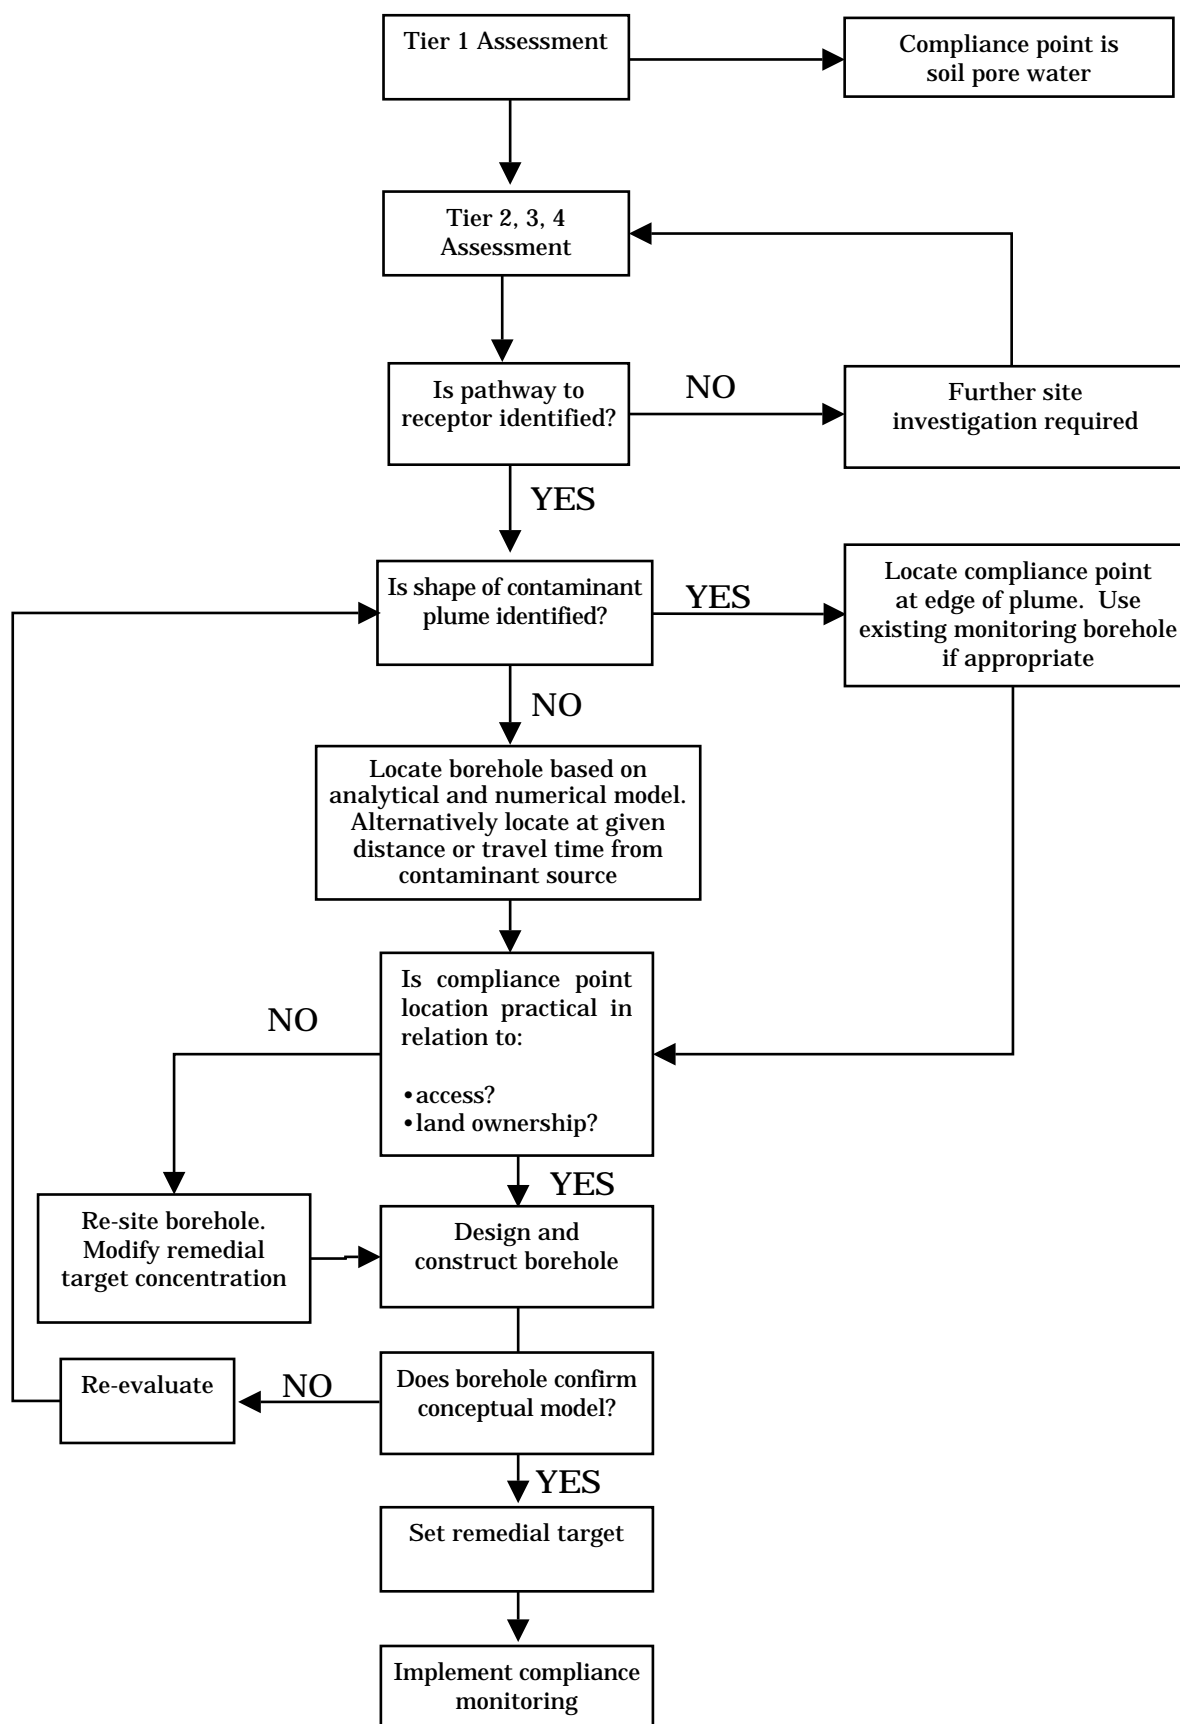 Tier 1 Assessment
Compliance point is
soil pore water
Tier 2, 3, 4
Assessment
Is pathway to
receptor identified?
NO
Further site
investigation required
YES
Is shape of contaminant
plume identified?
YES
Locate compliance point
at edge of plume. Use
existing monitoring borehole
if appropriate
NO
Locate borehole based on
analytical and numerical model.
Alternatively locate at given
distance or travel time from
contaminant source
Is compliance point
location practical in
relation to:
•access?
•land ownership?
NO
YES
Re-site borehole.
Modify remedial
target concentration
Design and
construct borehole
Does borehole confirm
conceptual model?
NO
Re-evaluate
YES
Set remedial target
Implement compliance
monitoring